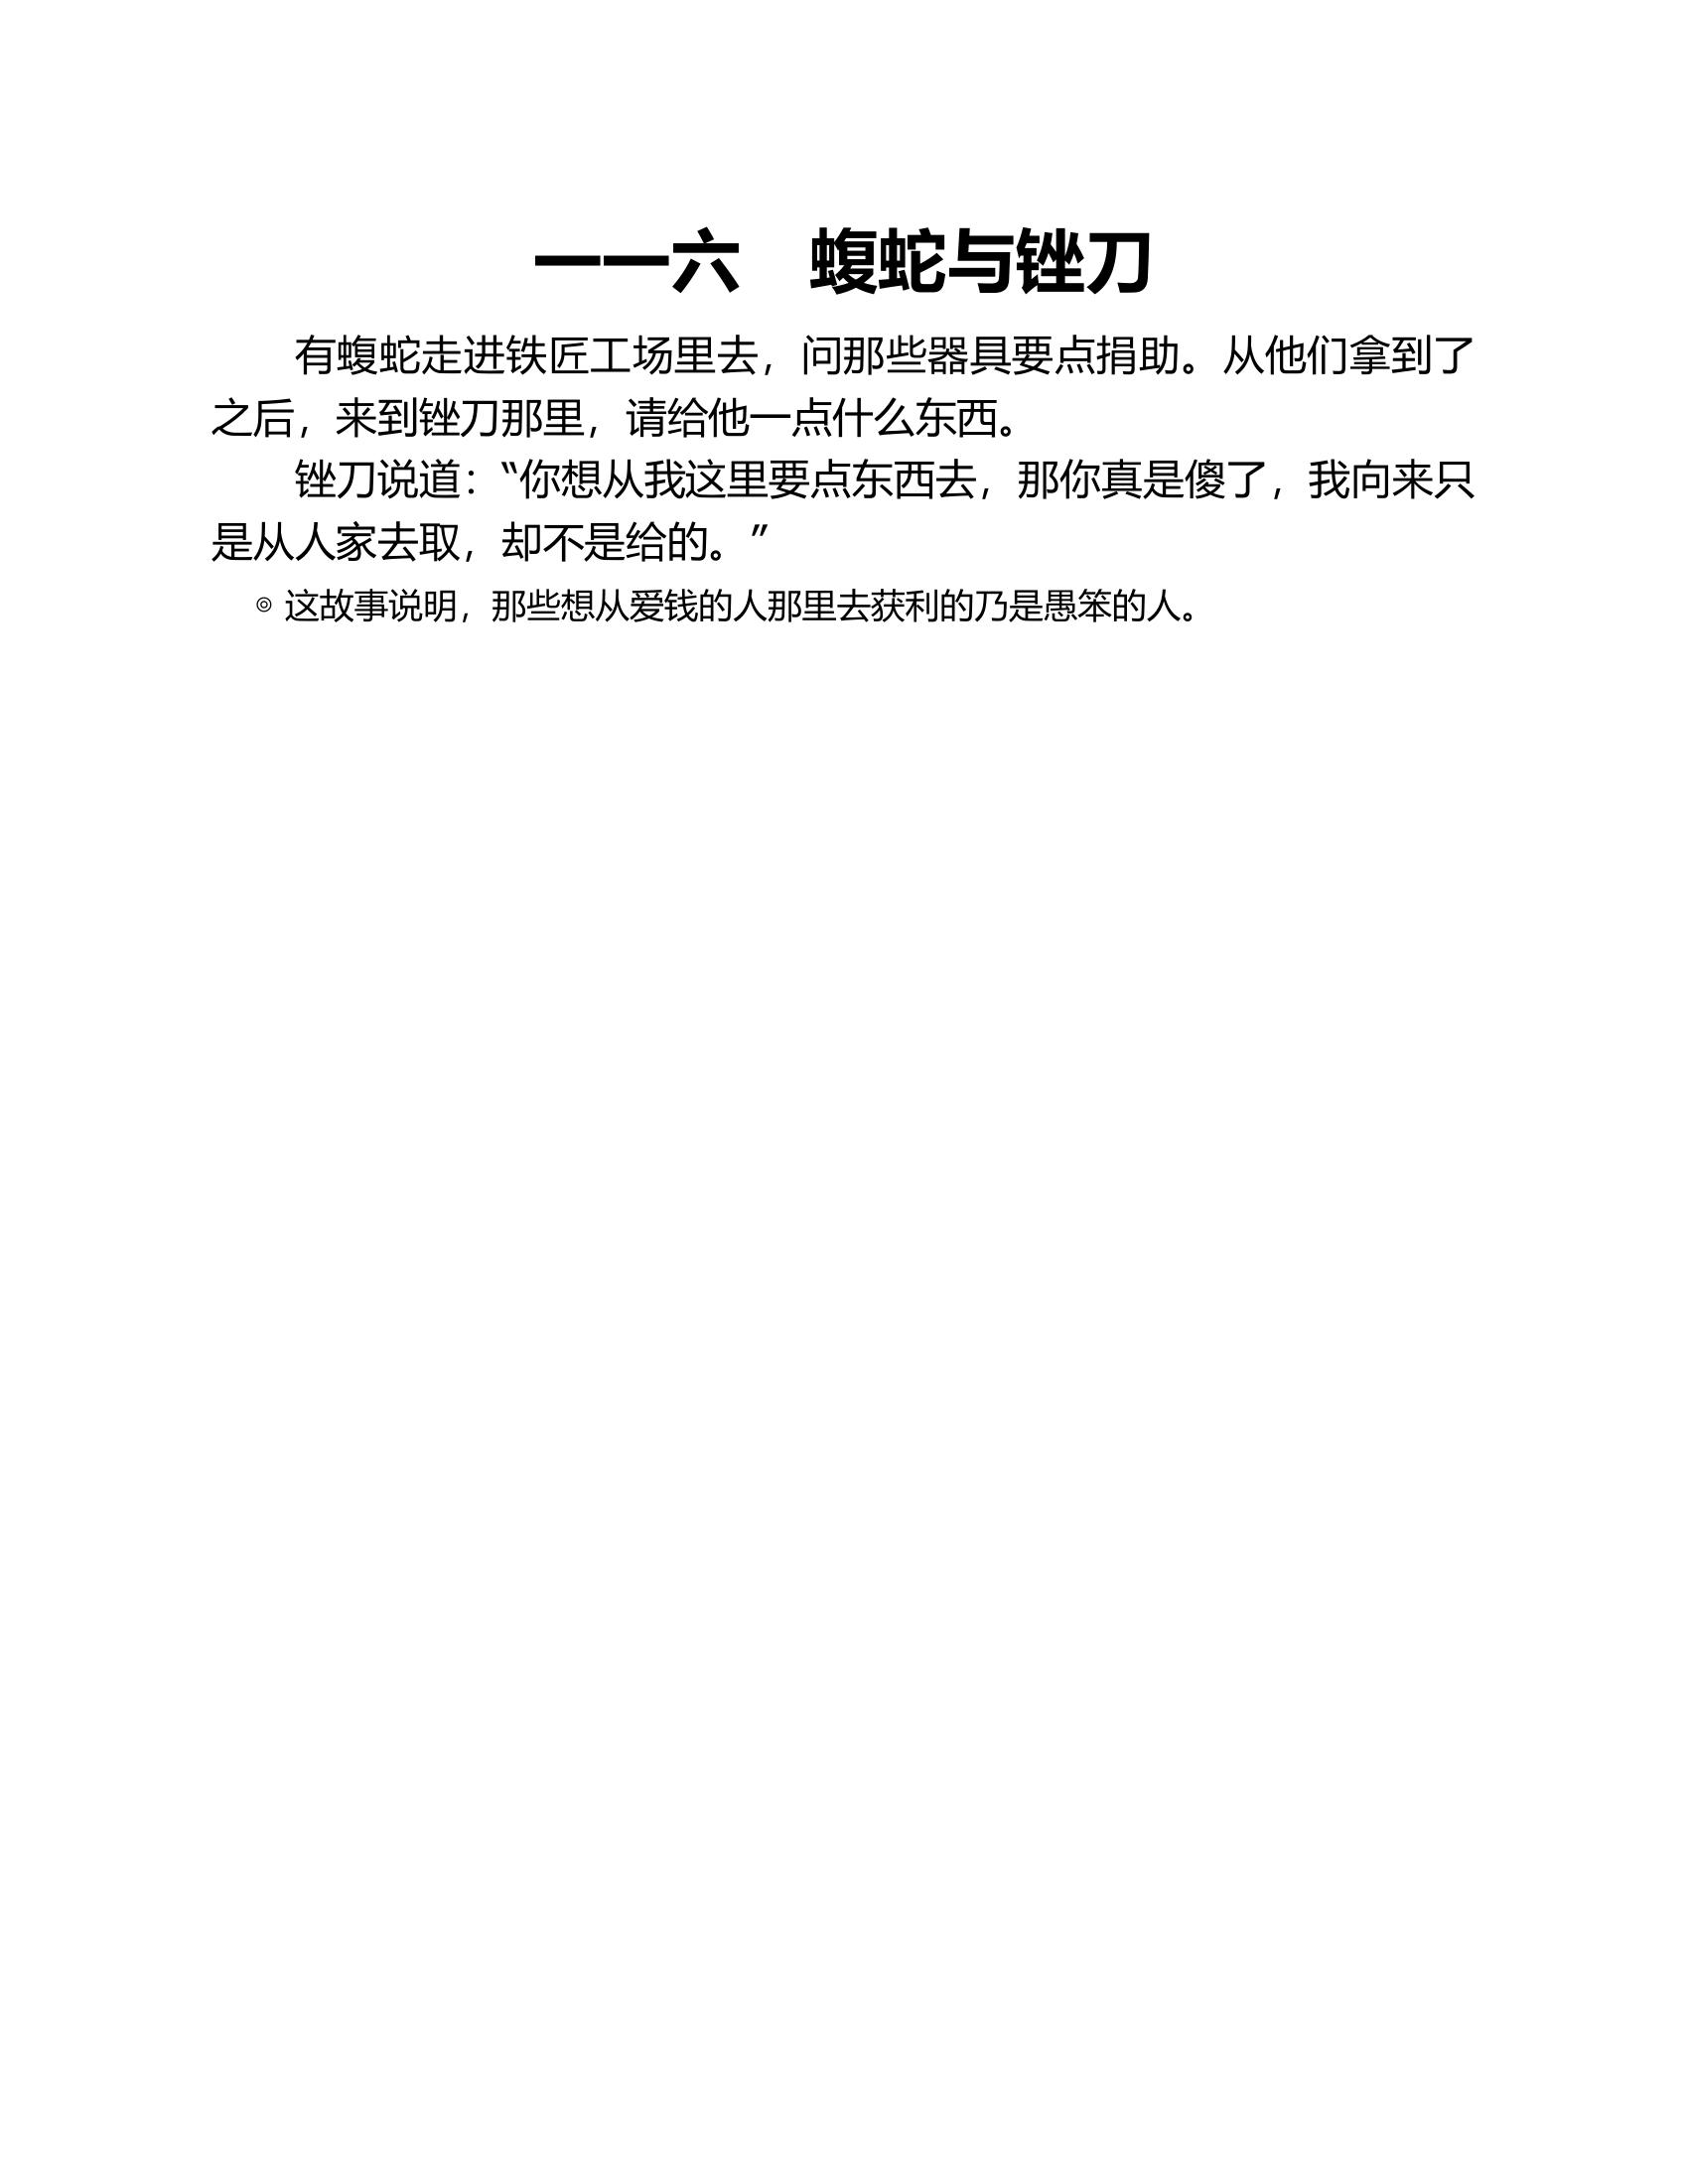 一一六　蝮蛇与锉刀
有蝮蛇走进铁匠工场里去，问那些器具要点捐助。从他们拿到了
之后，来到锉刀那里，请给他一点什么东西。
锉刀说道：“你想从我这里要点东西去，那你真是傻了，我向来只
是从人家去取，却不是给的。”
◎ 这故事说明，那些想从爱钱的人那里去获利的乃是愚笨的人。